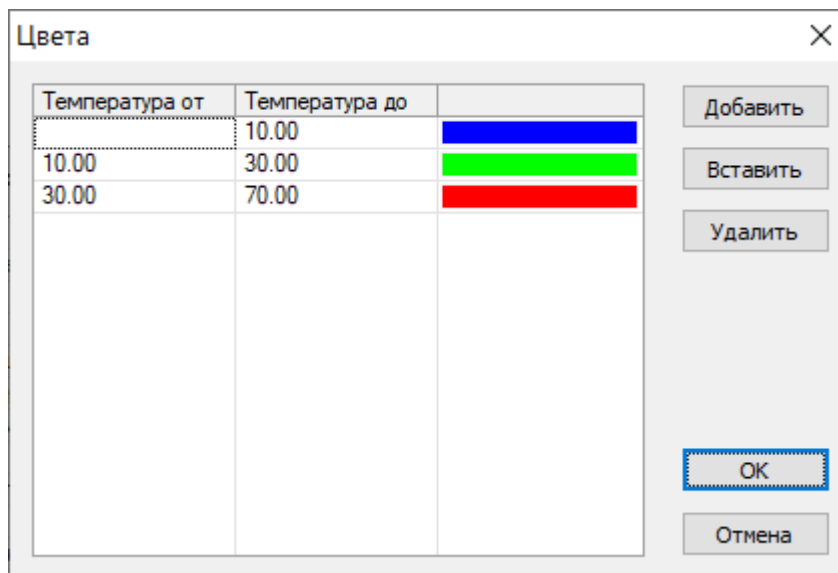 Цвета
Температура от Температура до
10.00
10.00 30.00
30.00 70.00
Добавить
Вставить
Удалить
OK
Отмена